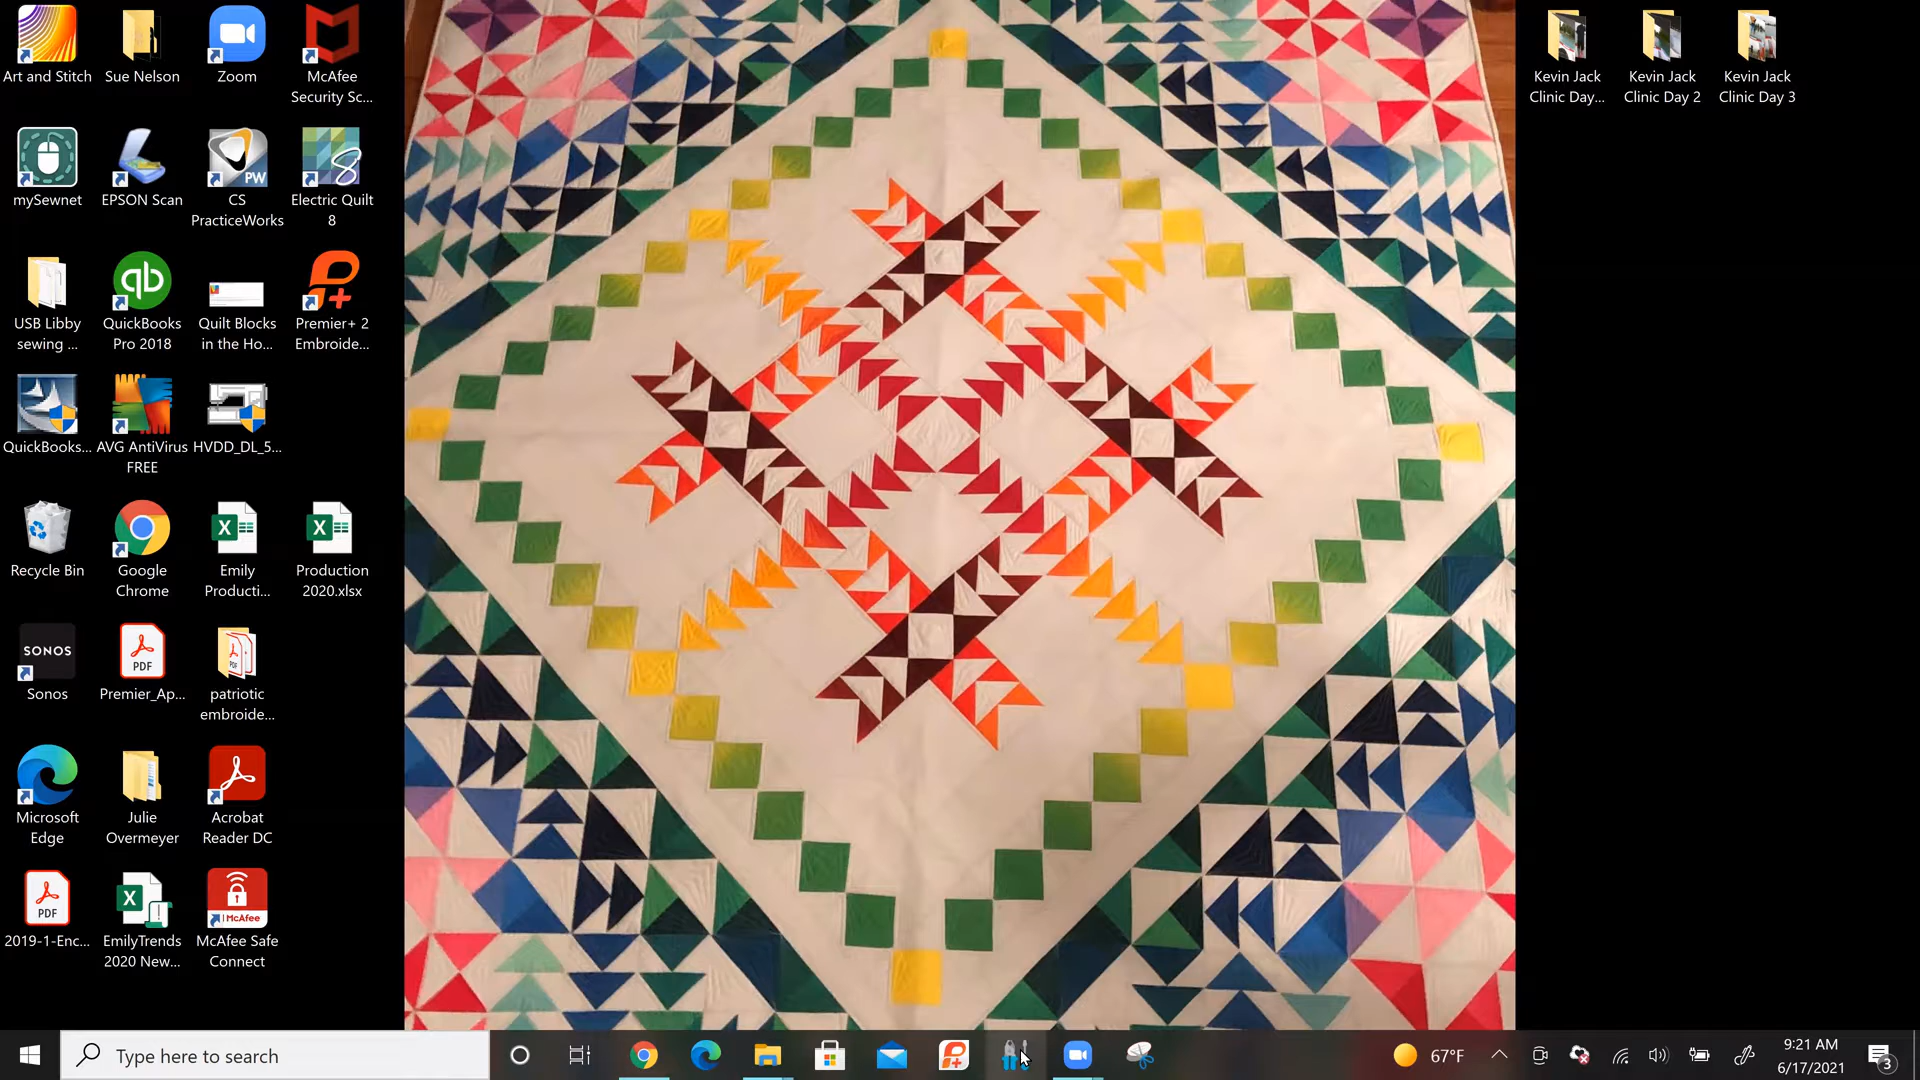 Art and Stitch
Sue Nelson
Zoom
McAfee
Security Sc...
mySewnet
EPSON Scan
PW
CS
PracticeWorks
8
Electric Quilt
8
USB Libby
sewing ...
qb
QuickBooks
Pro 2018
Quilt Blocks
in the Ho...
Premier+ 2
Embroide...
QuickBooks...
AVG AntiVirus
FREE
HVDD_DL_5...
Recycle Bin
Google
Chrome
X
Emily
Producti...
X
Production
2020.xlsx
SONOS
Sonos
PDF
Premier_Ap...
PDF
patriotic
embroide...
Microsoft
Edge
Julie
Overmeyer
Acrobat
Reader DC
PDF
2019-1-Enc...
X
EmilyTrends
2020 New...
McAfee
McAfee Safe
Connect
Kevin Jack
Clinic Day...
Kevin Jack
Clinic Day 2
Kevin Jack
Clinic Day 3
Type here to search
67°F
9:21 AM
6/17/2021
3